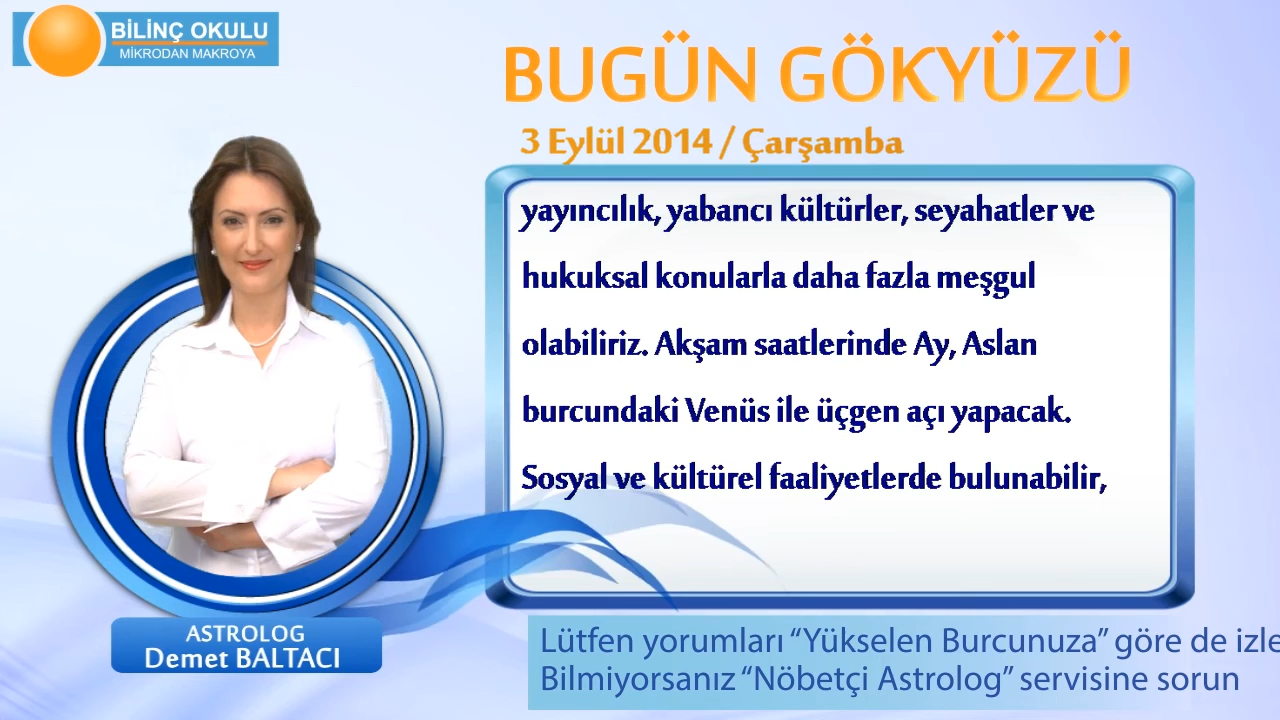 BİLİNÇ OKULU
MİKRODAN MAKROYA
BUGÜN GÖKYÜZÜ
3 Eylül 2014 / Çarşamba
yayıncılık, yabancı kültürler, seyahatler ve
hukuksal konularla daha fazla meşgul
olabiliriz. Akşam saatlerinde Ay, Aslan
burcundaki Venüs ile üçgen açı yapacak.
Sosyal ve kültürel faaliyetlerde bulunabilir,
ASTROLOG
Demet BALTACI
Lütfen yorumları “Yükselen Burcunuza” göre de izle
Bilmiyorsanız “Nöbetçi Astrolog” servisine sorun